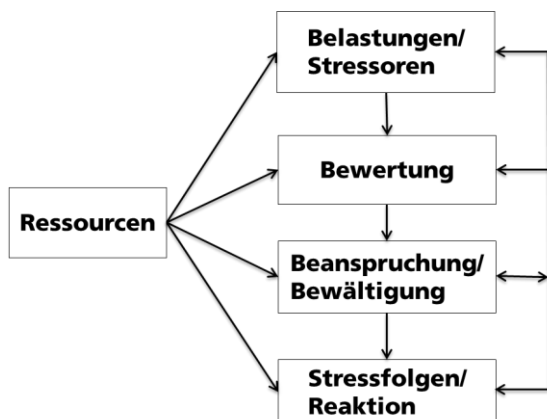 Belastungen/
Stressoren
Bewertung
Ressourcen
Beanspruchung/
Bewältigung
Stressfolgen/
Reaktion